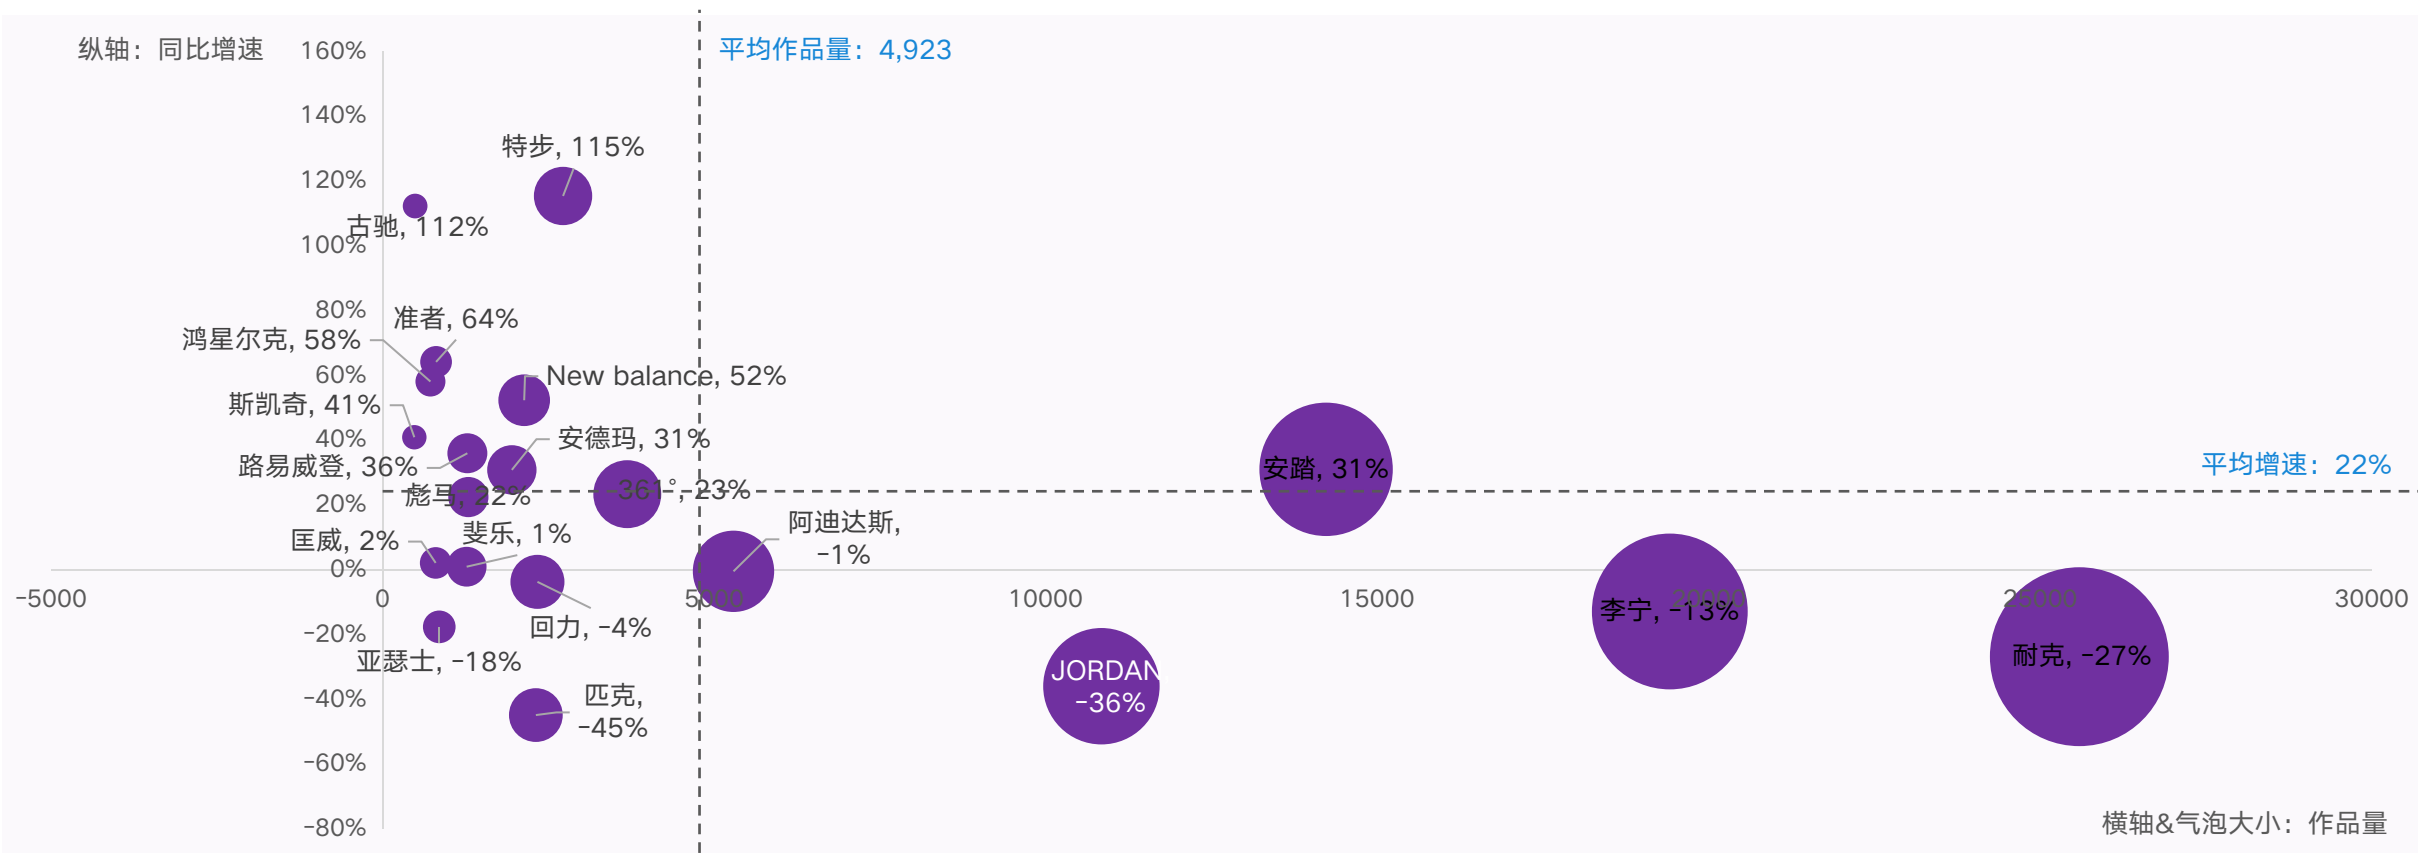 纵轴：同比增速
160%
平均作品量：4,923
140%
特步, 115%
120%
古驰, 112%
100%
80%
准者, 64%
鸿星尔克, 58%
60%
New balance, 52%
斯凯奇, 41%
40%
安德玛, 31%
路易威登, 36%
安踏, 31%
平均增速：22%
彪马, 22%
361°, 23%
20%
阿迪达斯,
-1%
匡威, 2%
斐乐, 1%
0%
-5000
0
5000
10000
15000
20000
25000
30000
李宁, -13%
回力, -4%
-20%
亚瑟士, -18%
耐克, -27%
JORDAN
-36%
匹克,
-45%
-40%
-60%
-80%
横轴&气泡大小：作品量